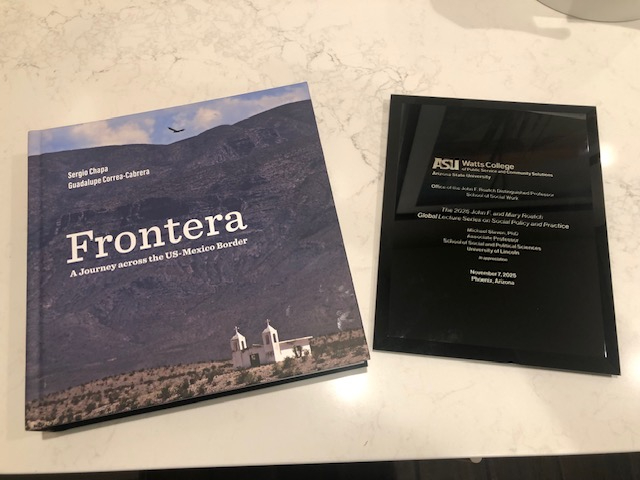 Sergio Chapa
Guadalupe Correa-Cabrera
Frontera
A Journey across the US-Mexico Border
ASU Watts College
of Public Service and Community Solutions
Arizona State University
Office of the John F. Roatch Distinguished Professor
School of Social Work
The 2025 John F. and Mary Roatch
Global Lecture Series on Social Policy and Practice
Michael Slaven, PhD
Associate Professor
School of Social and Political Sciences
University of Lincoln
in appreciation
November 7, 2025
Phoenix, Arizona